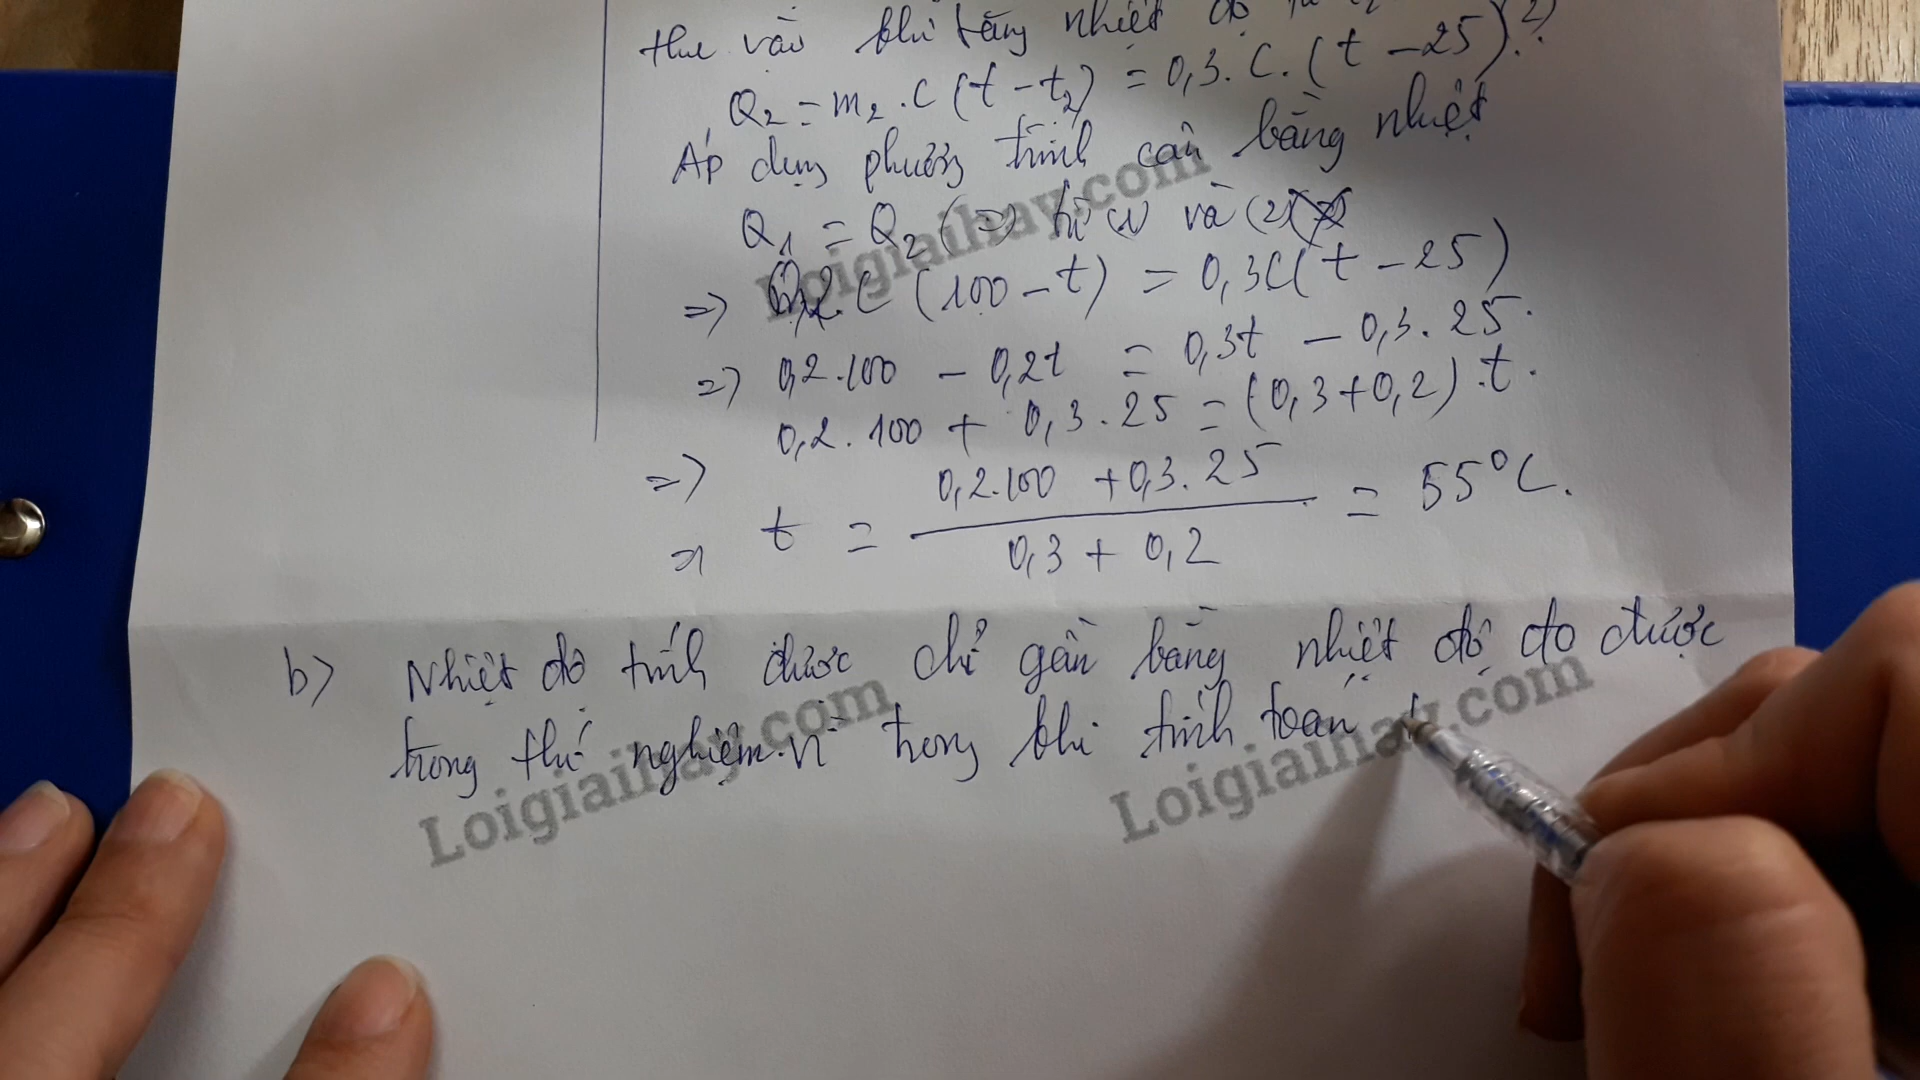 thu vào khi tăng nhiệt độ từ
Q₂ = m₂ . C (t - t₂) = 0,3. C. (t - 25) (2)
Áp dụng phương trình cân bằng nhiệt
Q₁ = Q₂ (=> từ (1) và (2)
=> 0,2. C (100 - t) = 0,3C(t - 25)
=> 0,2.100 - 0,2t = 0,3t - 0,3. 25.
=> 0,2. 100 + 0,3. 25 = (0,3+0,2) .t.
=> t = (0,2.100 + 0,3. 25) / (0,3 + 0,2) = 55°C.
b) Nhiệt độ tính được chỉ gần bằng nhiệt độ đo được
trong thí nghiệm. Vì trong khi tính toán
Loigiaihay.com
Loigiaihay.com
Loigiaihay.com